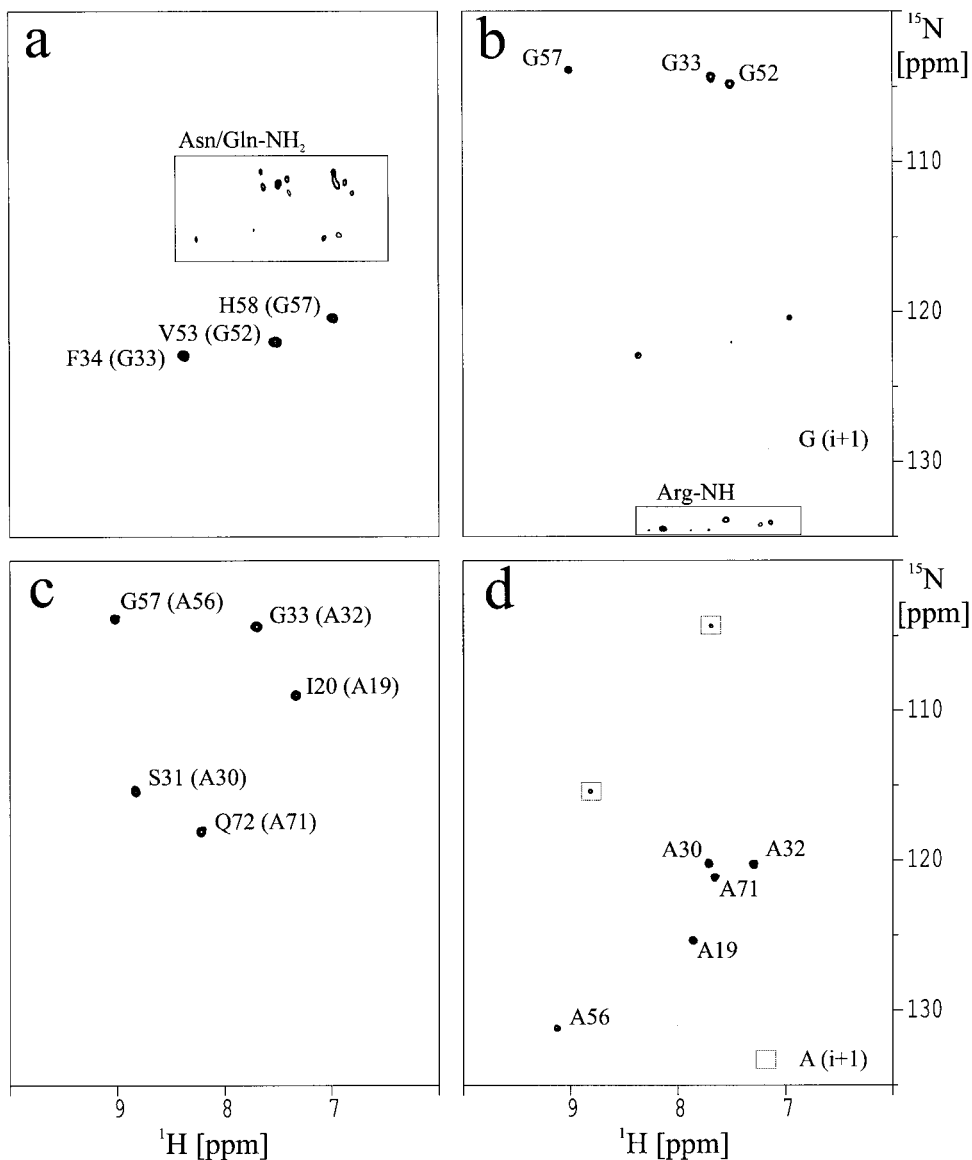 a
Asn/Gln-NH₂
H58 (G57)
V53 (G52)
F34 (G33)
b
¹⁵N
[ppm]
G57
G33
G52
110
120
G (i+1)
130
Arg-NH
c
G57 (A56)
G33 (A32)
I20 (A19)
S31 (A30)
Q72 (A71)
9 8 7
¹H [ppm]
d
¹⁵N
[ppm]
110
120
A30
A32
A71
A19
A56
130
A (i+1)
9 8 7
¹H [ppm]